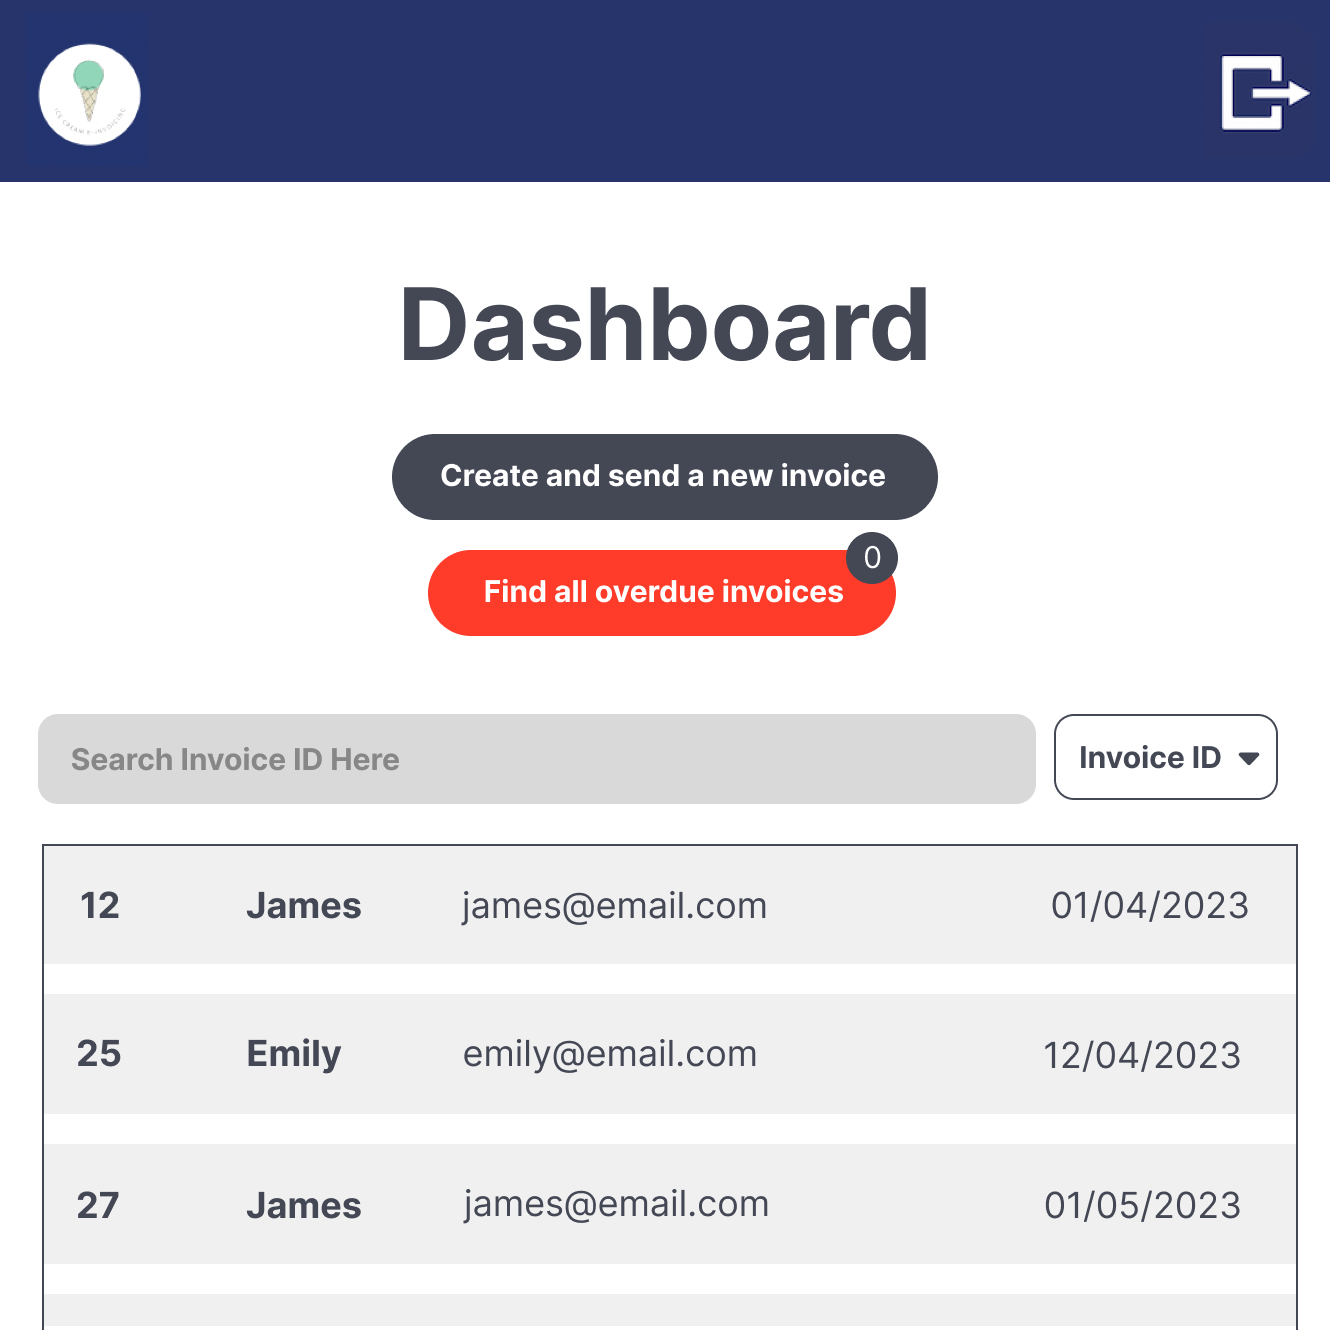 ICE CREAM E-INVOICING
Dashboard
Create and send a new invoice
0
Find all overdue invoices
Search Invoice ID Here
Invoice ID
12 James james@email.com 01/04/2023
25 Emily emily@email.com 12/04/2023
27 James james@email.com 01/05/2023